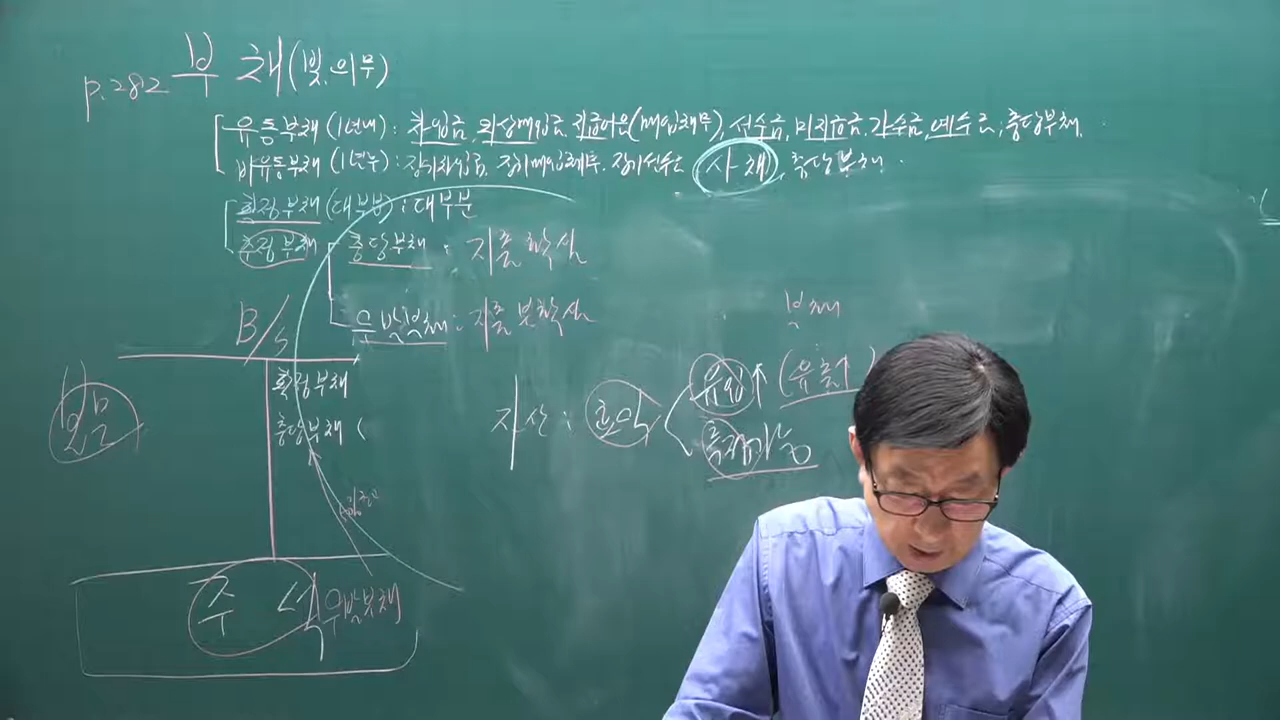 p.282 부 채 (빚, 의무)
유동부채 (1년내) : 차입금, 외상매입금, 지급어음(매입채무), 선수금, 미지급금, 가수금, 예수금, 충당부채.
비유동부채 (1년후) : 장기차입금, 장기매입채무, 장기선수금 사채, 충당부채.
확정부채 (대부분) : 대부분
추정부채 충당부채 : 지출 확실
우발부채 : 지출 불확실
B/S
부채
확정부채
충당부채 (
자산 : 효익 유입↑ (유출↑)
측정가능
주석 우발부채